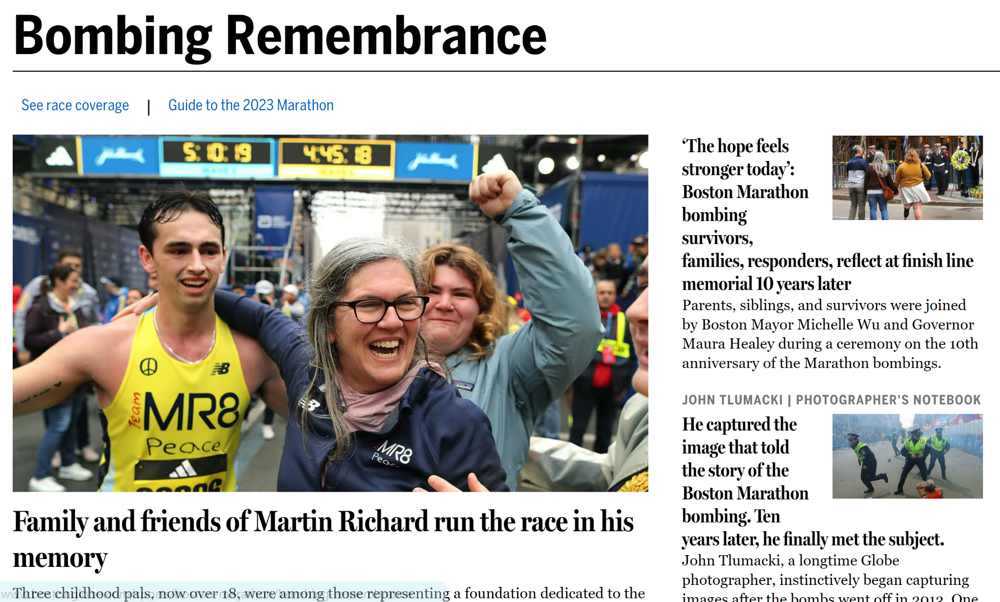 Bombing Remembrance
See race coverage | Guide to the 2023 Marathon
5:10:19
4:45:18
John Hancock
John Hancock
Team
MR8
Peace
MR8
Peace
Family and friends of Martin Richard run the race in his
memory
Three childhood pals, now over 18, were among those representing a foundation dedicated to the
‘The hope feels
stronger today’:
Boston Marathon
bombing
survivors,
families, responders, reflect at finish line
memorial 10 years later
Parents, siblings, and survivors were joined
by Boston Mayor Michelle Wu and Governor
Maura Healey during a ceremony on the 10th
anniversary of the Marathon bombings.
JOHN TLUMACKI | PHOTOGRAPHER'S NOTEBOOK
He captured the
image that told
the story of the
Boston Marathon
bombing. Ten
years later, he finally met the subject.
John Tlumacki, a longtime Globe
photographer, instinctively began capturing
images after the bombs went off in 2013. One